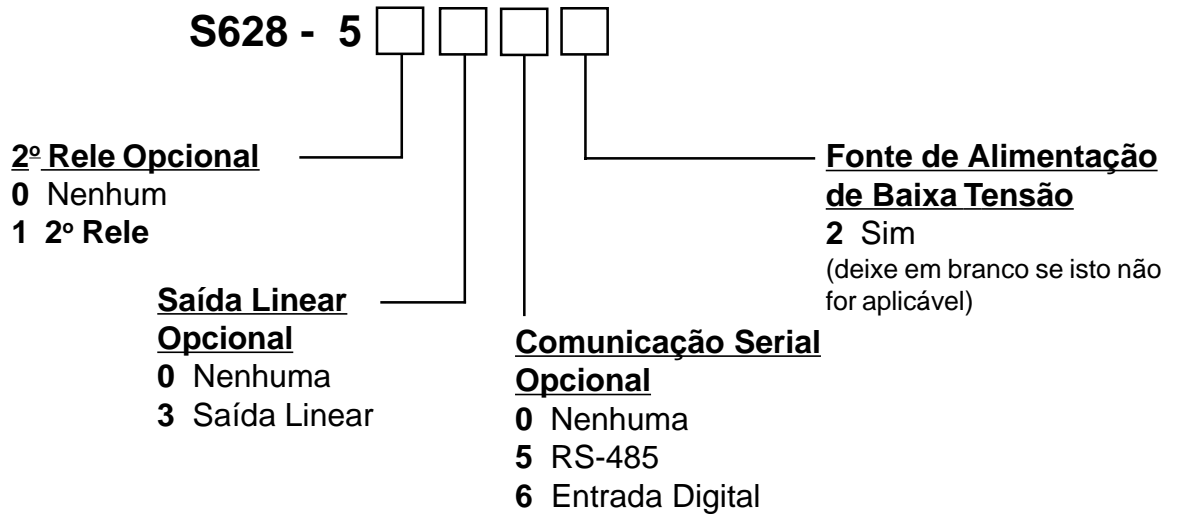 S628 - 5
2º Rele Opcional
0 Nenhum
1 2º Rele
Saída Linear
Opcional
0 Nenhuma
3 Saída Linear
Comunicação Serial
Opcional
0 Nenhuma
5 RS-485
6 Entrada Digital
Fonte de Alimentação
de Baixa Tensão
2 Sim
(deixe em branco se isto não
for aplicável)